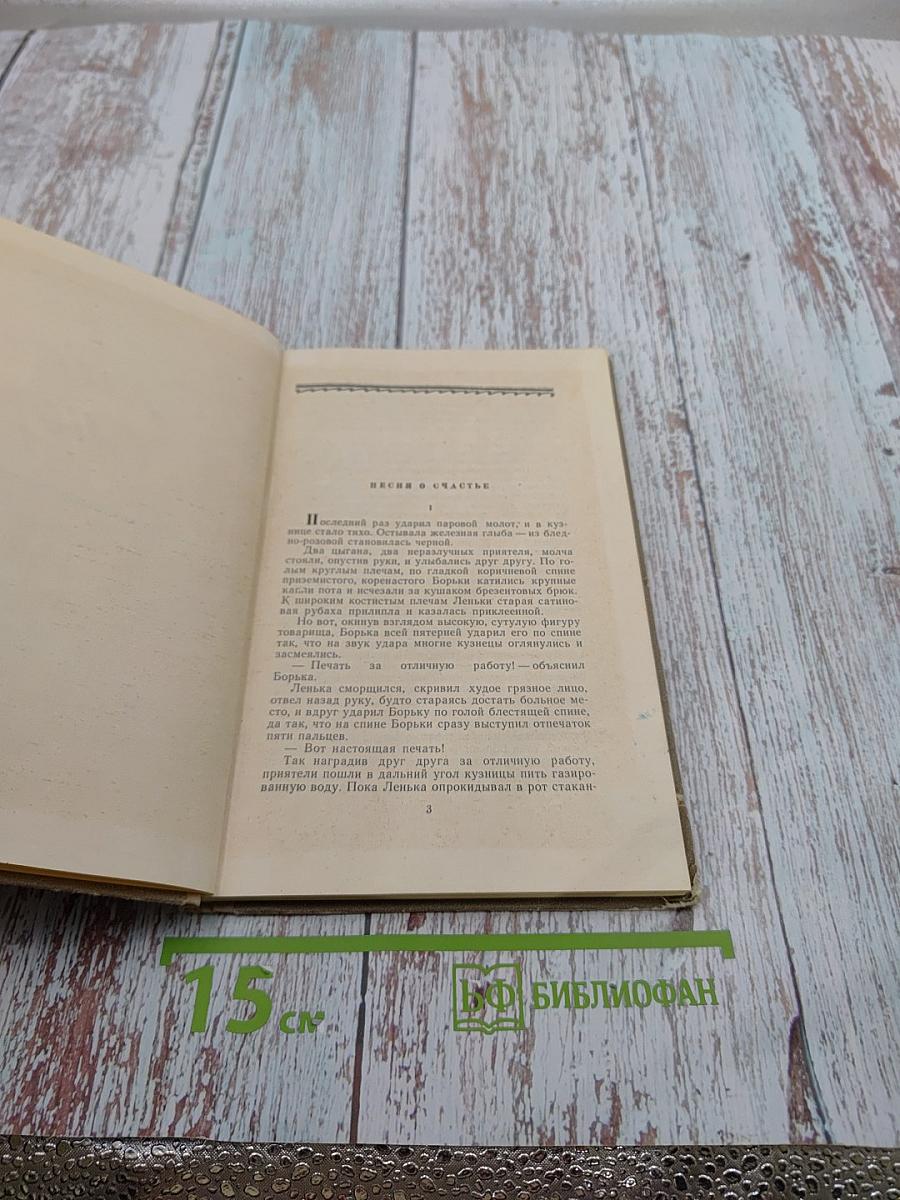 ПЕСНЯ О СЧАСТЬЕ
1
Последний раз ударил паровой молот, и в куз-
нице стало тихо. Остывала железная глыба — из блед-
но-розовой становилась черной.
Два цыгана, два неразлучных приятеля, молча
стояли, опустив руки, и улыбались друг другу. По го-
лым круглым плечам, по гладкой коричневой спине
приземистого, коренастого Борьки катились крупные
капли пота и исчезали за кушаком брезентовых брюк.
К широким костистым плечам Леньки старая сатино-
вая рубаха прилипла и казалась приклеенной.
Но вот, окинув взглядом высокую, сутулую фигуру
товарища, Борька всей пятерней ударил его по спине
так, что на звук удара многие кузнецы оглянулись и
засмеялись.
— Печать за отличную работу! — объяснил
Борька.
Ленька сморщился, скривил худое грязное лицо,
отвел назад руку, будто стараясь достать больное ме-
сто, и вдруг ударил Борьку по голой блестящей спине,
да так, что на спине Борьки сразу выступил отпечаток
пяти пальцев.
— Вот настоящая печать!
Так наградив друг друга за отличную работу,
приятели пошли в дальний угол кузницы пить газиро-
ванную воду. Пока Ленька опрокидывал в рот стакан-
3
15 см
БФ БИБЛИОФАН